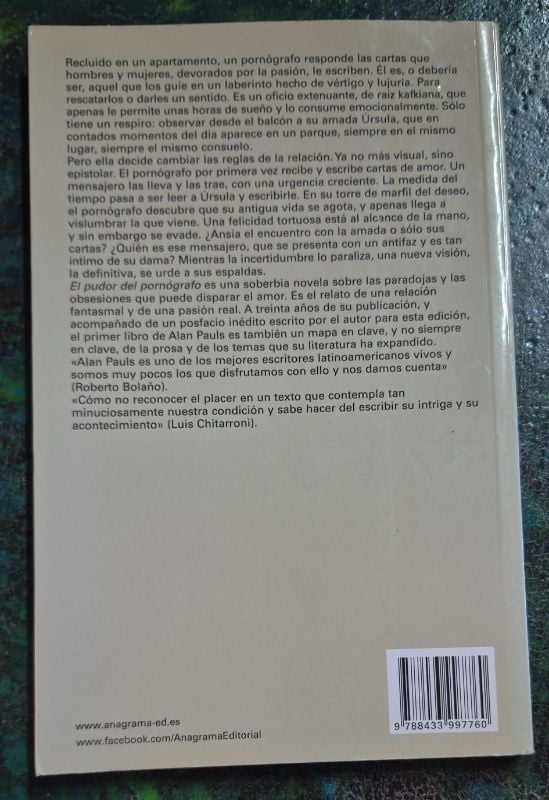 Recluido en un apartamento, un pornógrafo responde las cartas que
hombres y mujeres, devorados por la pasión, le escriben. Él es, o debería
ser, aquel que los guie en un laberinto hecho de vértigo y lujuria. Para
rescatarlos o darles un sentido. Es un oficio extenuante, de raíz kafkiana, que
apenas le permite unas horas de sueño y lo consume emocionalmente. Sólo
tiene un respiro: observar desde el balcón a su amada Úrsula, que en
contados momentos del día aparece en un parque, siempre en el mismo
lugar, siempre el mismo consuelo.
Pero ella decide cambiar las reglas de la relación. Ya no más visual, sino
epistolar. El pornógrafo por primera vez recibe y escribe cartas de amor. Un
mensajero las lleva y las trae, con una urgencia creciente. La medida del
tiempo pasa a ser leer a Úrsula y escribirle. En su torre de marfil del deseo,
el pornógrafo descubre que su antigua vida se agota, y apenas llega a
vislumbrar la que viene. Una felicidad tortuosa está al alcance de la mano,
y sin embargo se evade. ¿Ansía el encuentro con la amada o sólo sus
cartas? ¿Quién es ese mensajero, que se presenta con un antifaz y es tan
íntimo de su dama? Mientras la incertidumbre lo paraliza, una nueva visión,
la definitiva, se urde a sus espaldas.
El pudor del pornógrafo es una soberbia novela sobre las paradojas y las
obsesiones que puede disparar el amor. Es el relato de una relación
fantasmal y de una pasión real. A treinta años de su publicación, y
acompañado de un posfacio inédito escrito por el autor para esta edición,
el primer libro de Alan Pauls es también un mapa en clave, y no siempre
en clave, de la prosa y de los temas que su literatura ha expandido.
«Alan Pauls es uno de los mejores escritores latinoamericanos vivos y
somos muy pocos los que disfrutamos con ello y nos damos cuenta»
(Roberto Bolaño).
«Cómo no reconocer el placer en un texto que contempla tan
minuciosamente nuestra condición y sabe hacer del escribir su intriga y su
acontecimiento» (Luis Chitarroni).
www.anagrama-ed.es
www.facebook.com/AnagramaEditorial
9 788433 997760